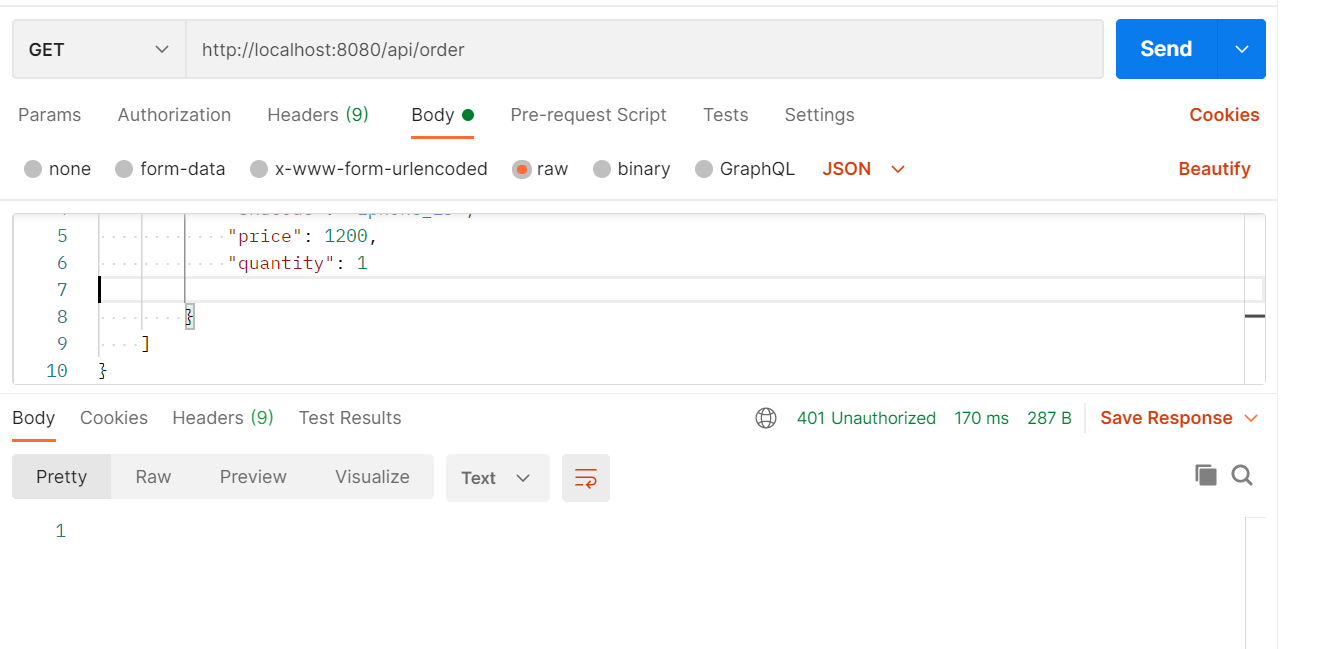 GET http://localhost:8080/api/order Send
Params Authorization Headers (9) Body Pre-request Script Tests Settings Cookies
none form-data x-www-form-urlencoded raw binary GraphQL JSON Beautify
5 "price": 1200,
6 "quantity": 1
7
8 }
9 ]
10 }
Body Cookies Headers (9) Test Results 401 Unauthorized 170 ms 287 B Save Response
Pretty Raw Preview Visualize Text
1